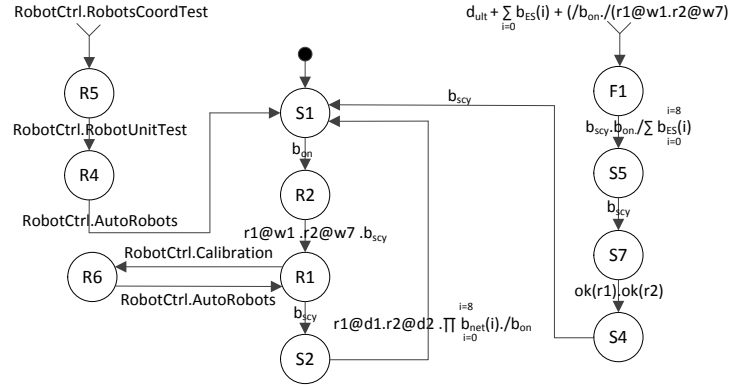 RobotCtrl.RobotsCoordTest
d_ult + ∑ b_ES(i) + (/b_on./(r1@w1.r2@w7)
i=0
R5
S1
b_scy
F1
RobotCtrl.RobotUnitTest
b_on
i=8
b_scy.b_on./∑ b_ES(i)
i=0
R4
R2
S5
RobotCtrl.AutoRobots
b_scy
r1@w1 .r2@w7 .b_scy
RobotCtrl.Calibration
R6
R1
S7
RobotCtrl.AutoRobots
ok(r1).ok(r2)
b_scy
i=8
r1@d1.r2@d2 .∏ b_net(i)./b_on
i=0
S2
S4